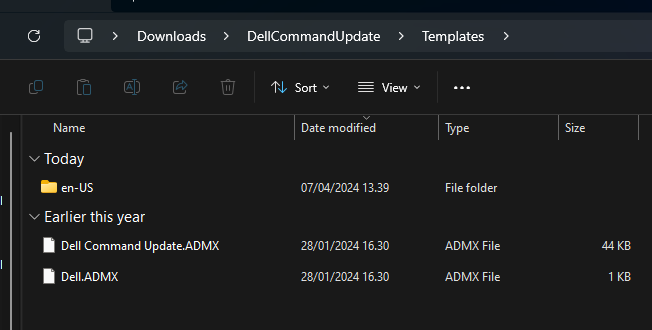 Downloads > DellCommandUpdate > Templates >
Sort View ...
Name Date modified Type Size
Today
en-US 07/04/2024 13.39 File folder
Earlier this year
Dell Command Update.ADMX 28/01/2024 16.30 ADMX File 44 KB
Dell.ADMX 28/01/2024 16.30 ADMX File 1 KB